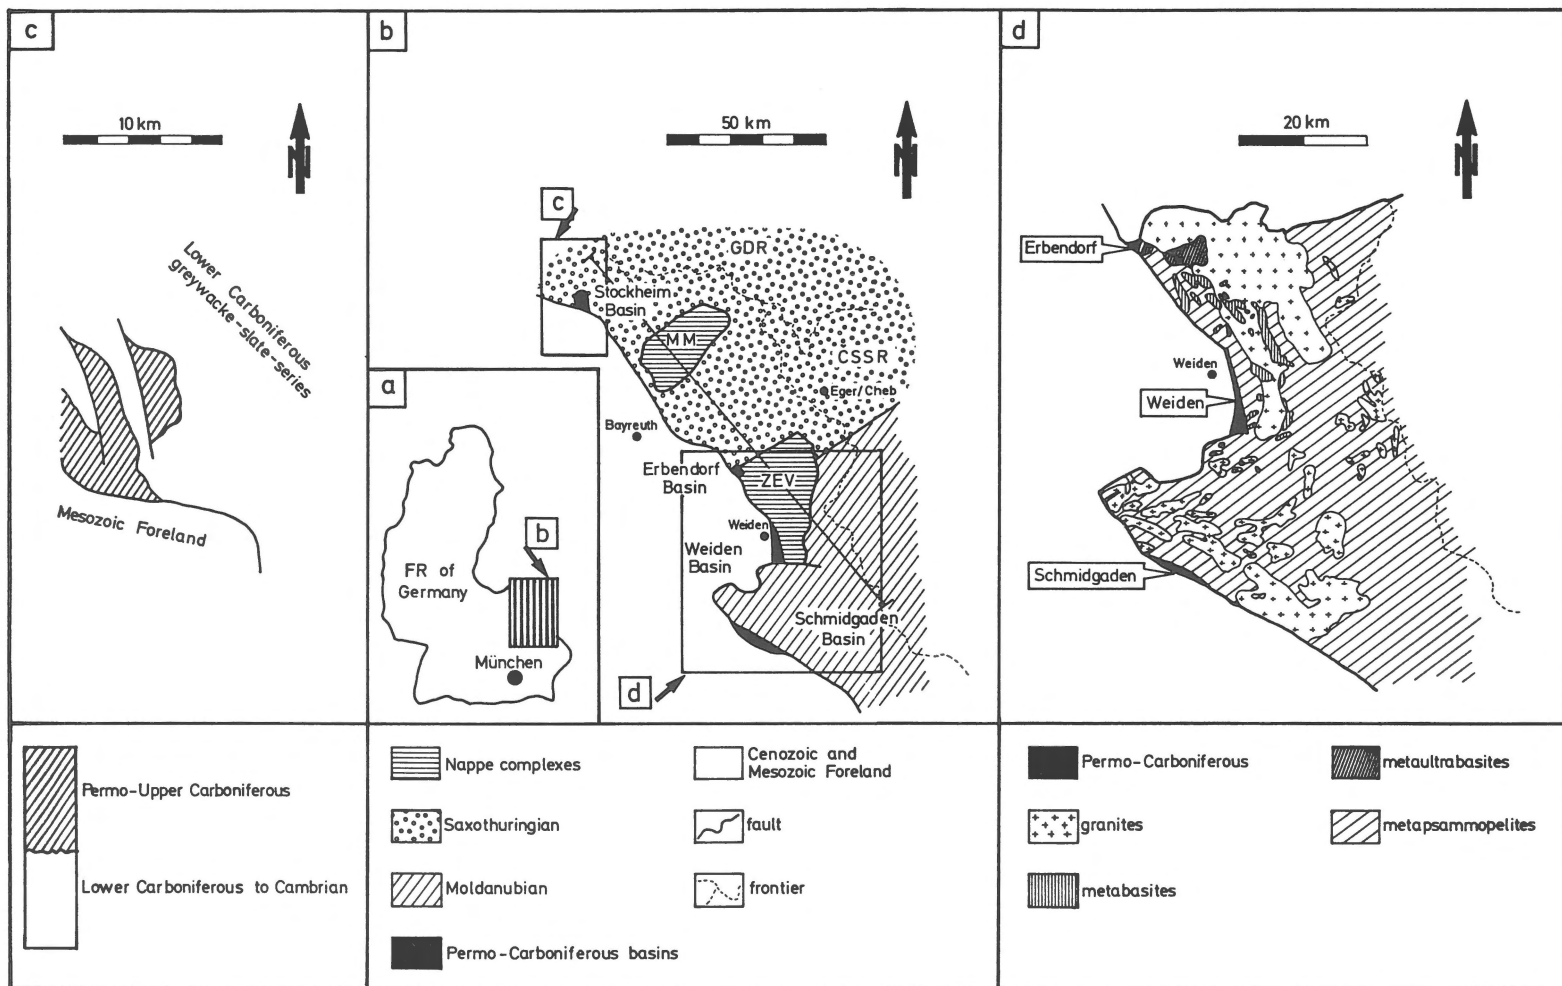 c
10 km
N
Lower Carboniferous
greywacke-slate-series
Mesozoic Foreland
Permo-Upper Carboniferous
Lower Carboniferous to Cambrian
b
50 km
N
c
GDR
Stockheim
Basin
MM
CSSR
Eger/Cheb
Bayreuth
Erbendorf
Basin
ZEV
Weiden
Weiden
Basin
Schmidgaden
Basin
d
a
b
FR of
Germany
München
Nappe complexes
Saxothuringian
Moldanubian
Permo-Carboniferous basins
Cenozoic and
Mesozoic Foreland
fault
frontier
d
20 km
N
Erbendorf
Weiden
Weiden
Schmidgaden
Permo-Carboniferous
granites
metabasites
metaultrabasites
metapsammopelites